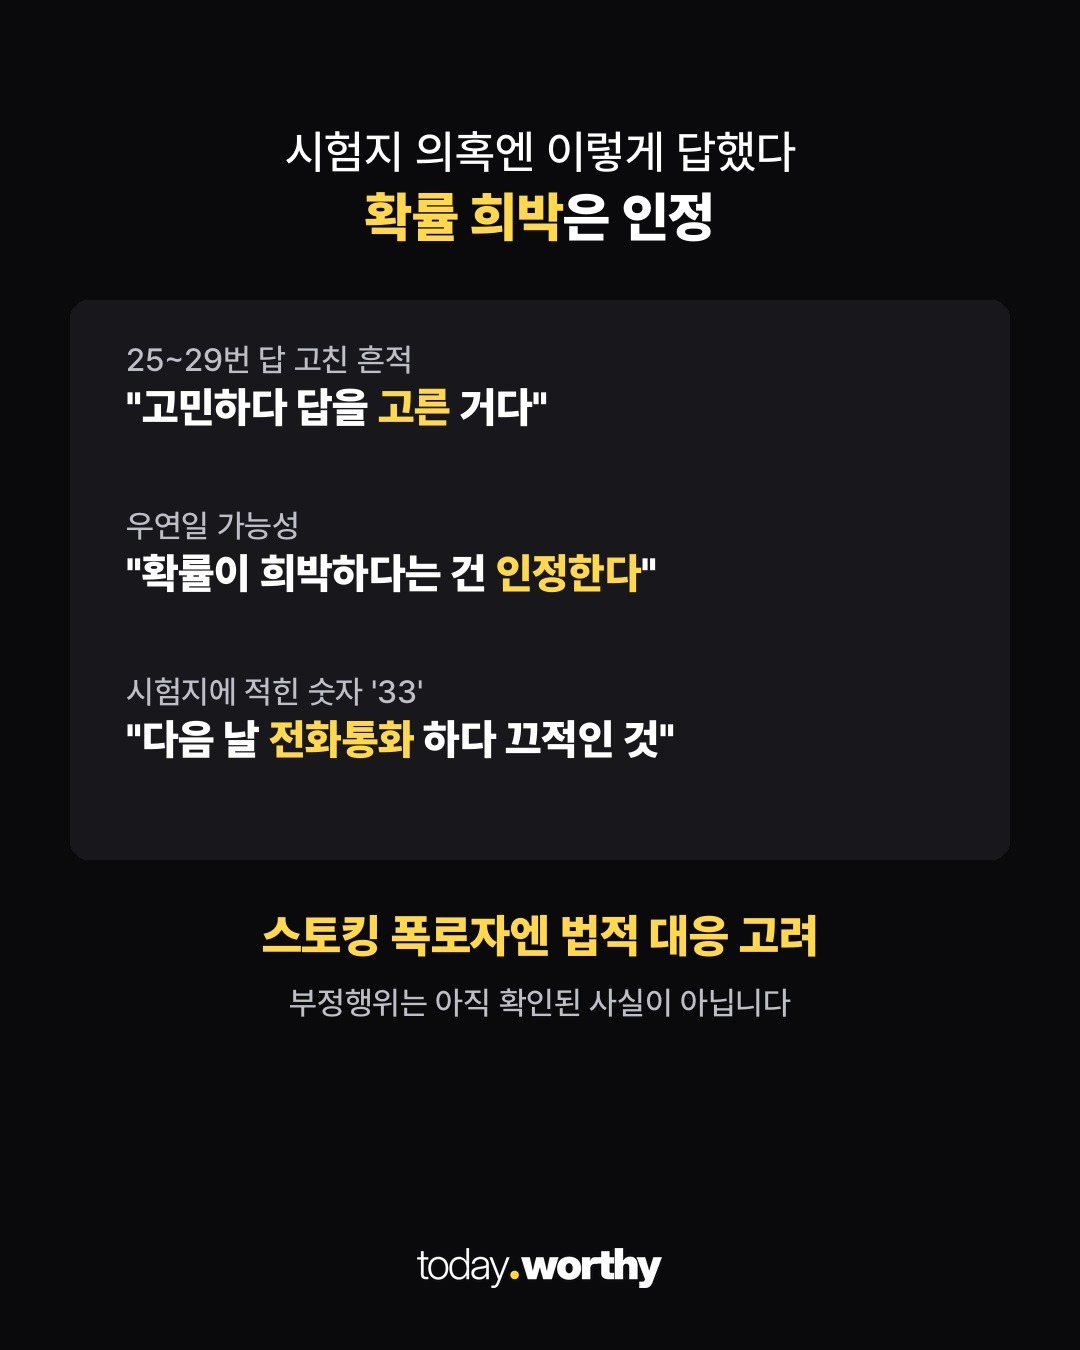 시험지 의혹엔 이렇게 답했다
확률 희박은 인정
25~29번 답 고친 흔적
"고민하다 답을 고른 거다"
우연일 가능성
"확률이 희박하다는 건 인정한다"
시험지에 적힌 숫자 '33'
"다음 날 전화통화 하다 끄적인 것"
스토킹 폭로자엔 법적 대응 고려
부정행위는 아직 확인된 사실이 아닙니다
today.worthy